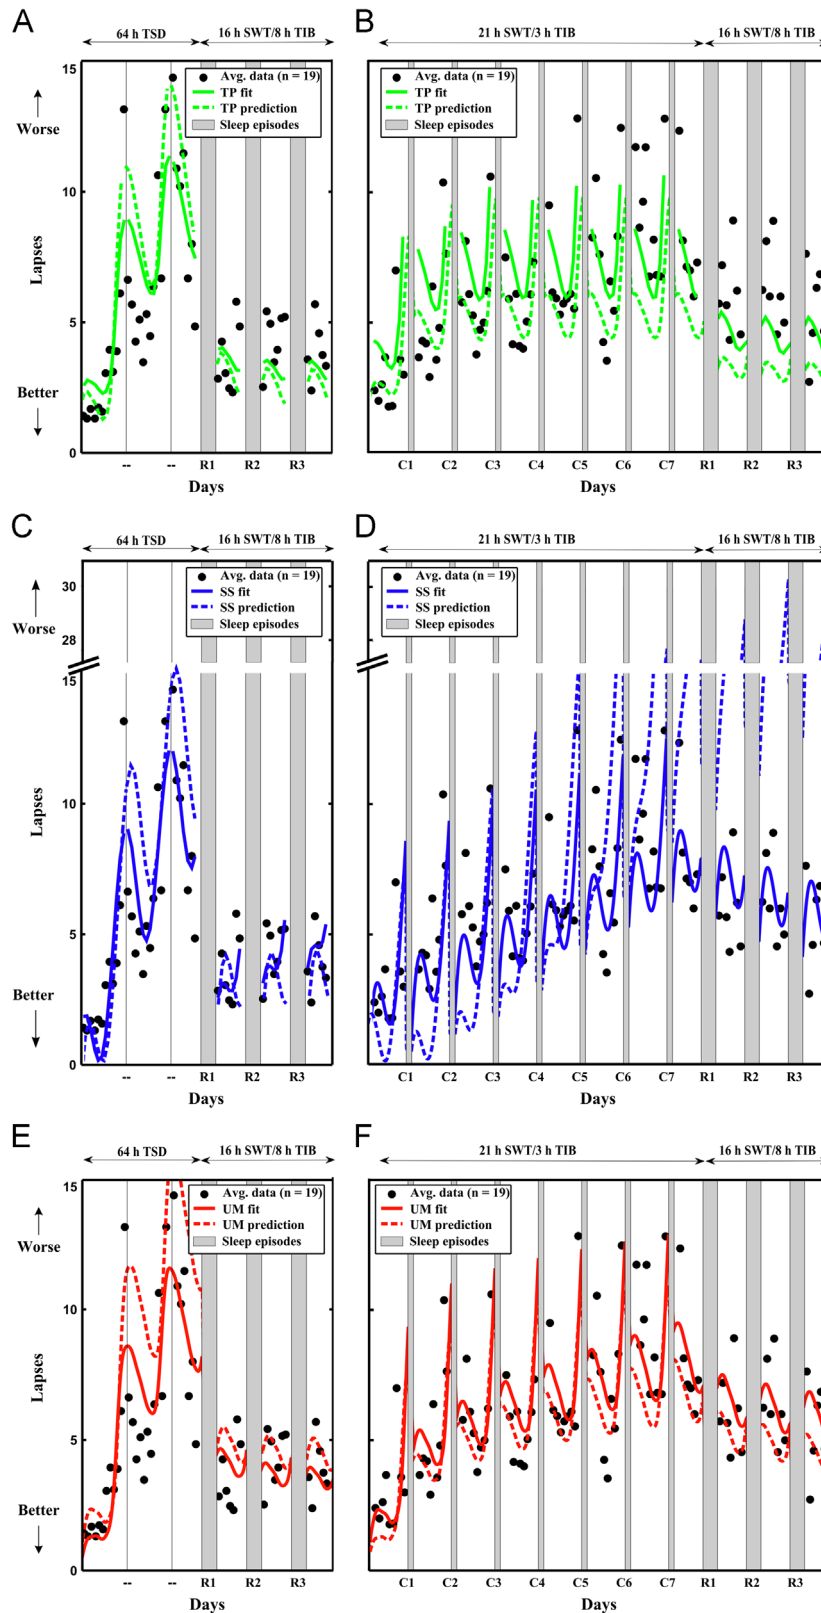 A
64 h TSD
16 h SWT/8 h TIB
15
10
5
0
Worse
Better
Lapses
Avg. data (n = 19)
TP fit
TP prediction
Sleep episodes
-- -- R1 R2 R3
Days
B
21 h SWT/3 h TIB
16 h SWT/8 h TIB
Avg. data (n = 19)
TP fit
TP prediction
Sleep episodes
C1 C2 C3 C4 C5 C6 C7 R1 R2 R3
Days
C
64 h TSD
16 h SWT/8 h TIB
30
28
15
10
5
0
Worse
Better
Lapses
Avg. data (n = 19)
SS fit
SS prediction
Sleep episodes
-- -- R1 R2 R3
Days
D
21 h SWT/3 h TIB
16 h SWT/8 h TIB
Avg. data (n = 19)
SS fit
SS prediction
Sleep episodes
C1 C2 C3 C4 C5 C6 C7 R1 R2 R3
Days
E
64 h TSD
16 h SWT/8 h TIB
15
10
5
0
Worse
Better
Lapses
Avg. data (n = 19)
UM fit
UM prediction
Sleep episodes
-- -- R1 R2 R3
Days
F
21 h SWT/3 h TIB
16 h SWT/8 h TIB
Avg. data (n = 19)
UM fit
UM prediction
Sleep episodes
C1 C2 C3 C4 C5 C6 C7 R1 R2 R3
Days